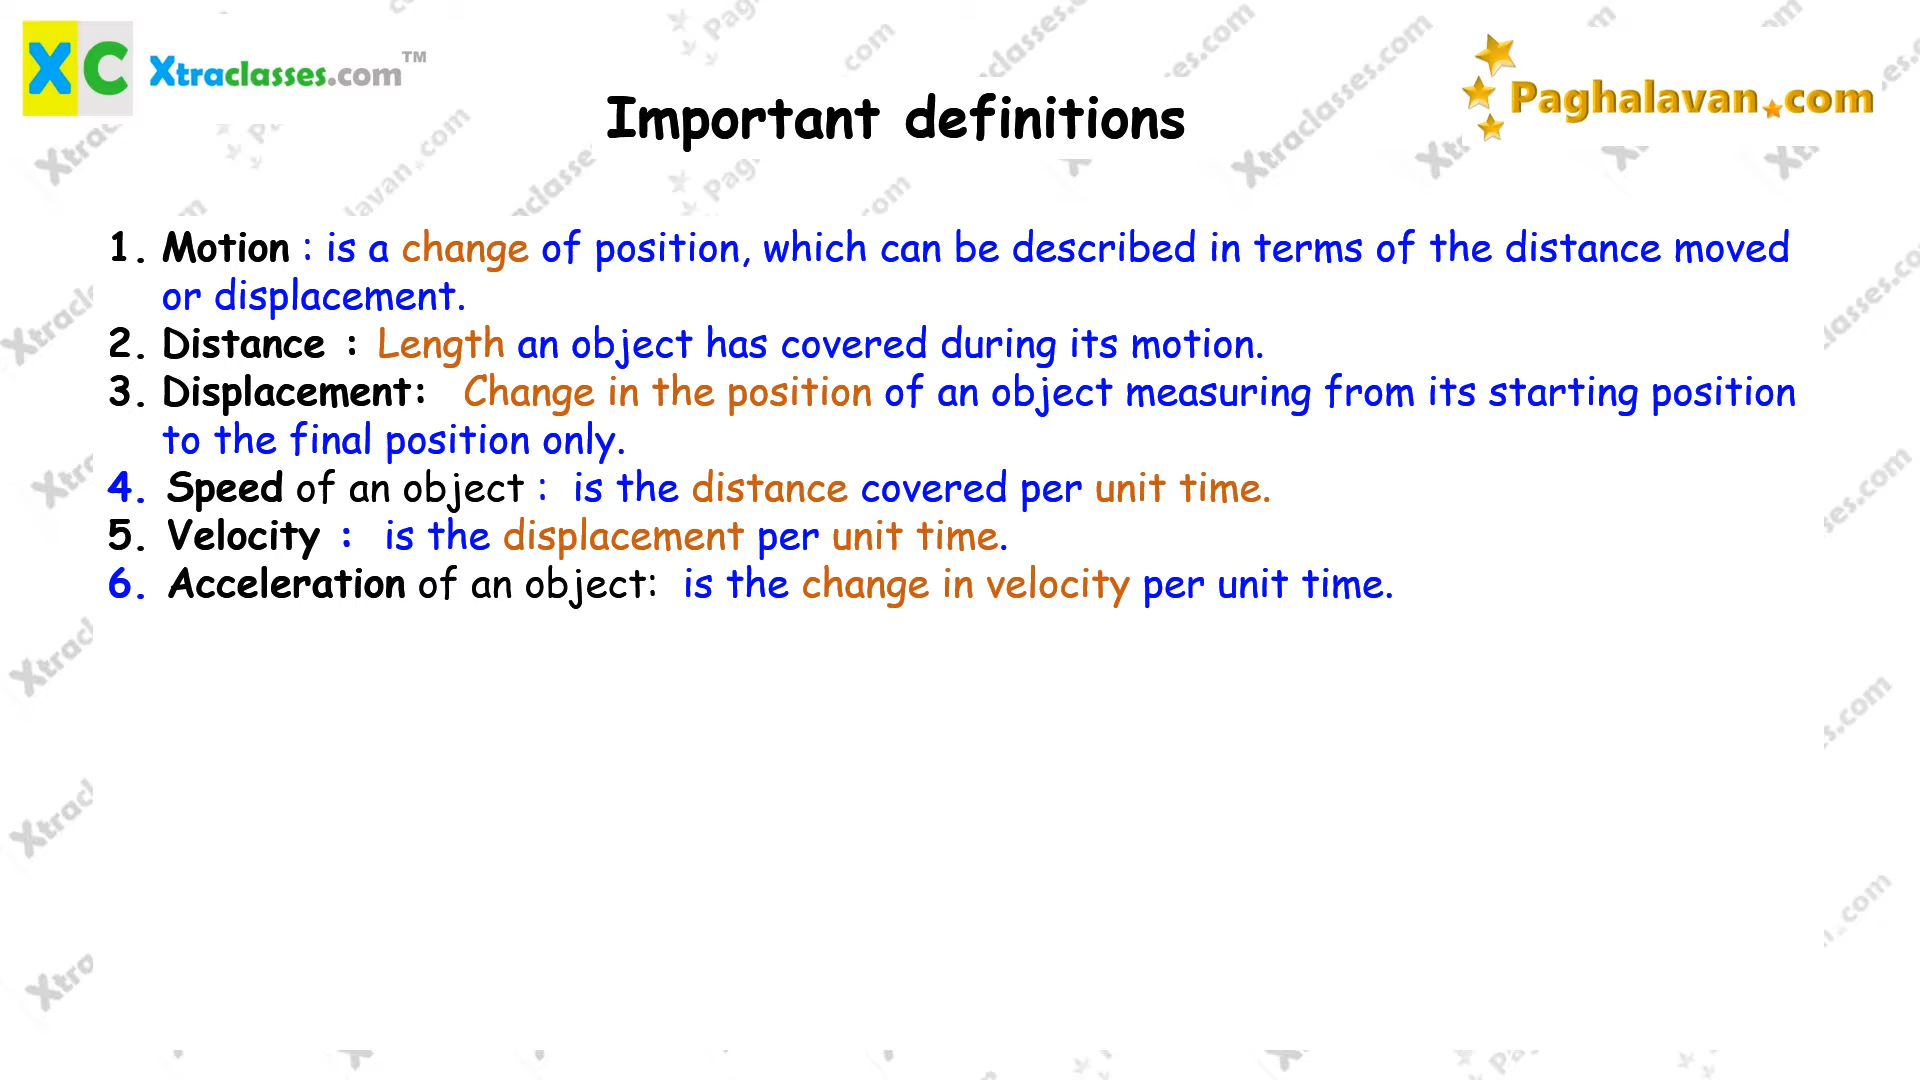 XC Xtraclasses.com™
Paghalavan.com
Important definitions
1. Motion : is a change of position, which can be described in terms of the distance moved
or displacement.
2. Distance : Length an object has covered during its motion.
3. Displacement: Change in the position of an object measuring from its starting position
to the final position only.
4. Speed of an object : is the distance covered per unit time.
5. Velocity : is the displacement per unit time.
6. Acceleration of an object: is the change in velocity per unit time.